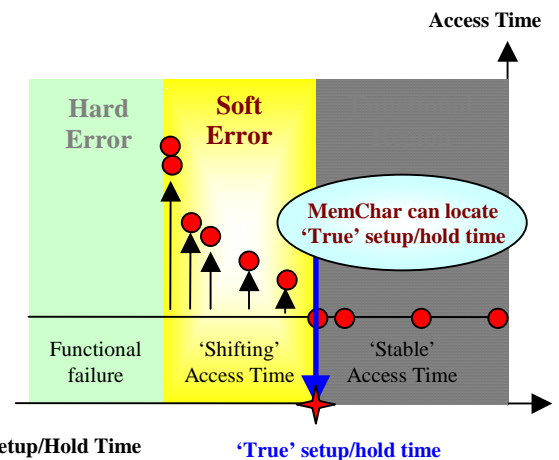 Access Time
Hard
Error
Soft
Error
MemChar can locate
‘True’ setup/hold time
Functional
failure
‘Shifting’
Access Time
‘Stable’
Access Time
etup/Hold Time
‘True’ setup/hold time